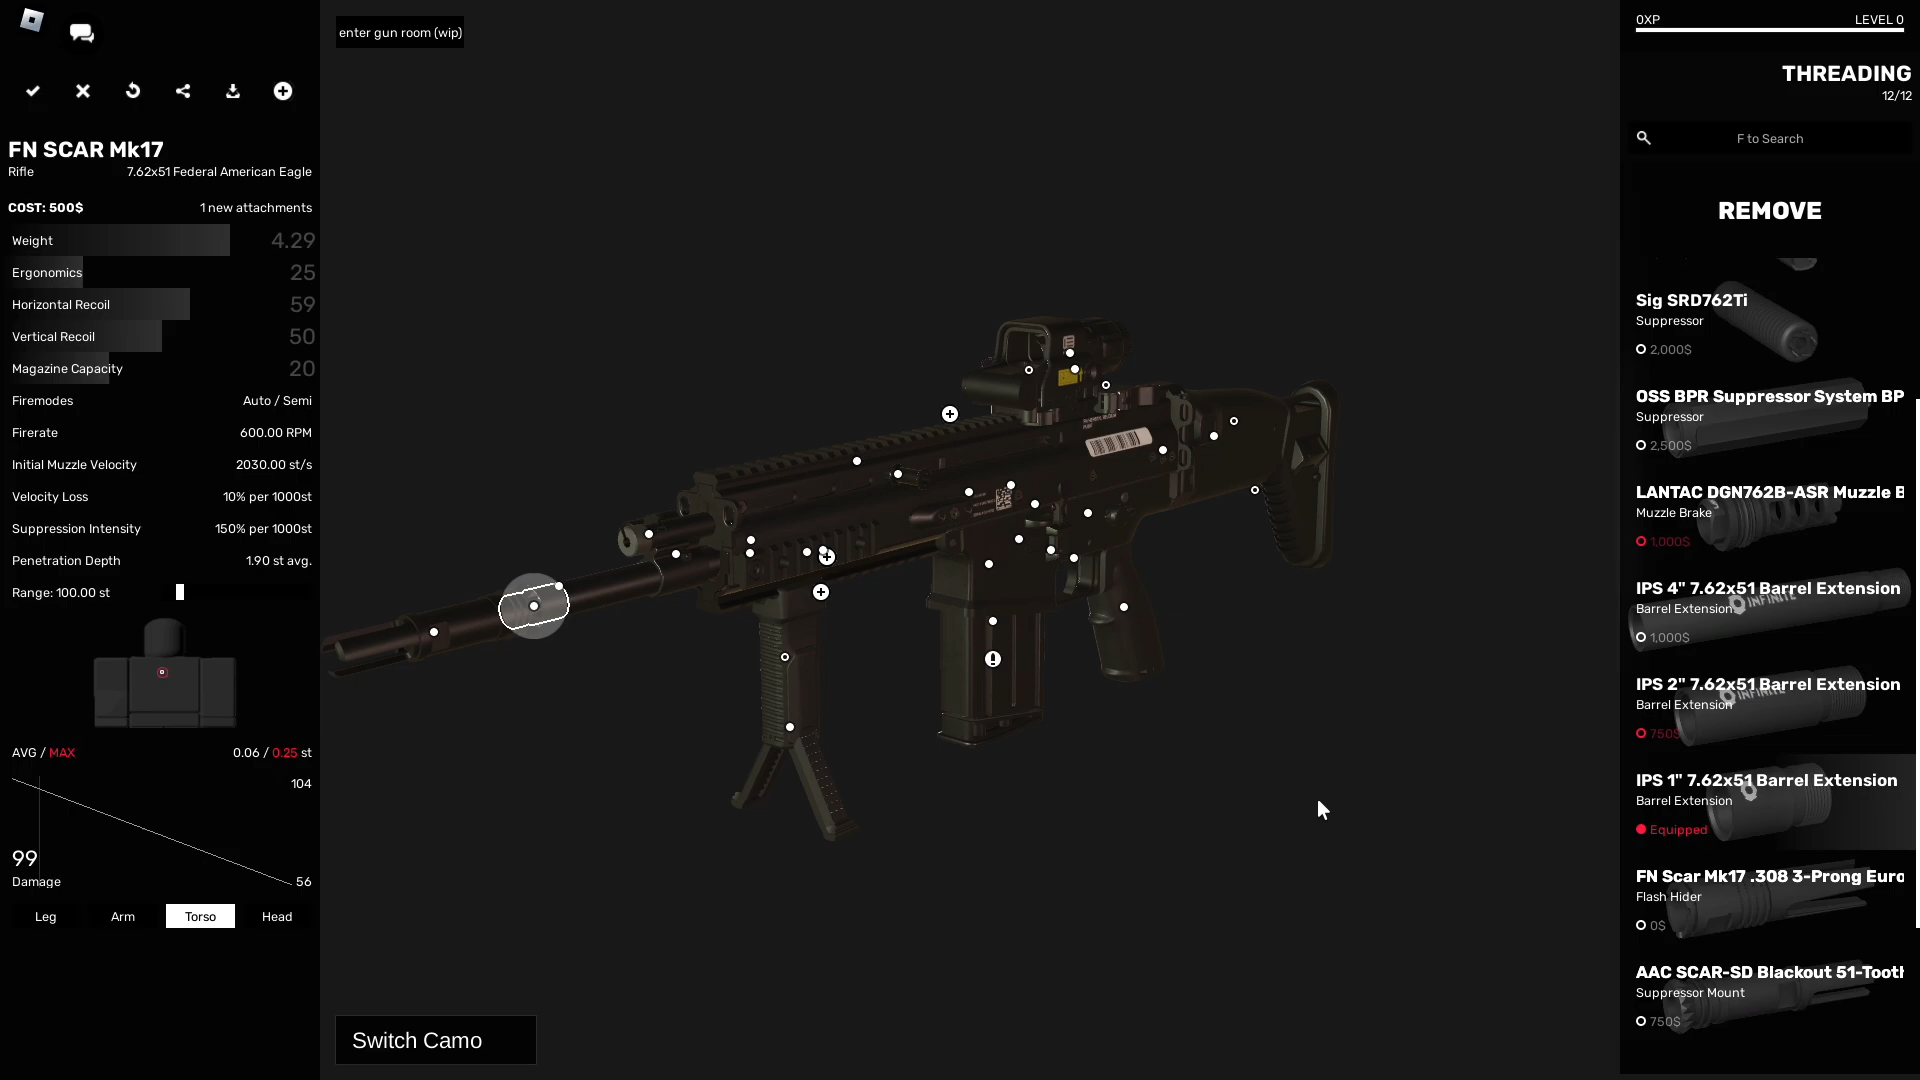 enter gun room (wip)
FN SCAR Mk17
Rifle 7.62x51 Federal American Eagle
COST: 500$ 1 new attachments
Weight 4.29
Ergonomics 25
Horizontal Recoil 59
Vertical Recoil 50
Magazine Capacity 20
Firemodes Auto / Semi
Firerate 600.00 RPM
Initial Muzzle Velocity 2030.00 st/s
Velocity Loss 10% per 1000st
Suppression Intensity 150% per 1000st
Penetration Depth 1.90 st avg.
Range: 100.00 st
AVG / MAX 0.06 / 0.25 st
104
99
Damage 56
Leg Arm Torso Head
Switch Camo
0XP LEVEL 0
THREADING
12/12
F to Search
REMOVE
Sig SRD762Ti
Suppressor
2,000$
OSS BPR Suppressor System BP
Suppressor
2,500$
LANTAC DGN762B-ASR Muzzle B
Muzzle Brake
1,000$
IPS 4" 7.62x51 Barrel Extension
Barrel Extension
INFINITE
1,000$
IPS 2" 7.62x51 Barrel Extension
Barrel Extension
INFINITE
750$
IPS 1" 7.62x51 Barrel Extension
Barrel Extension
Equipped
FN Scar Mk17 .308 3-Prong Euro
Flash Hider
0$
AAC SCAR-SD Blackout 51-Tooth
Suppressor Mount
750$